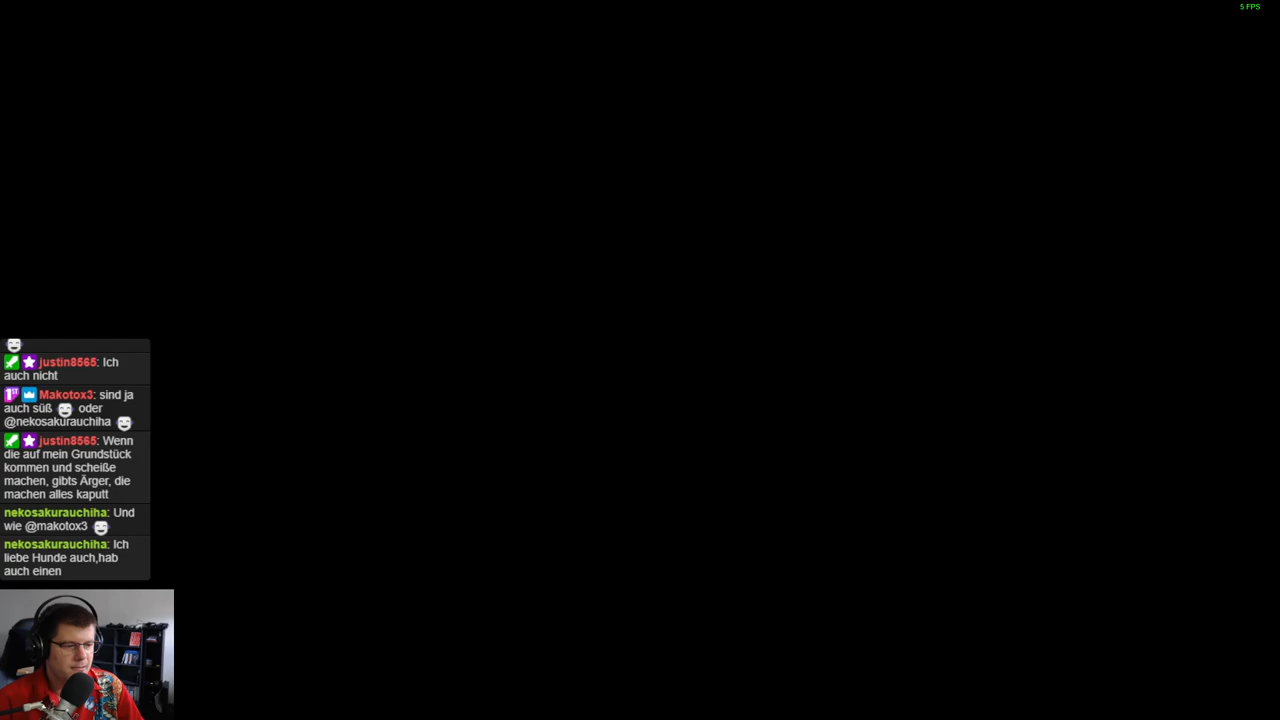 5 FPS
justin8565: Ich
auch nicht
Makotox3: sind ja
auch süß oder
@nekosakurauchiha
justin8565: Wenn
die auf mein Grundstück
kommen und scheiße
machen, gibts Ärger, die
machen alles kaputt
nekosakurauchiha: Und
wie @makotox3
nekosakurauchiha: Ich
liebe Hunde auch,hab
auch einen